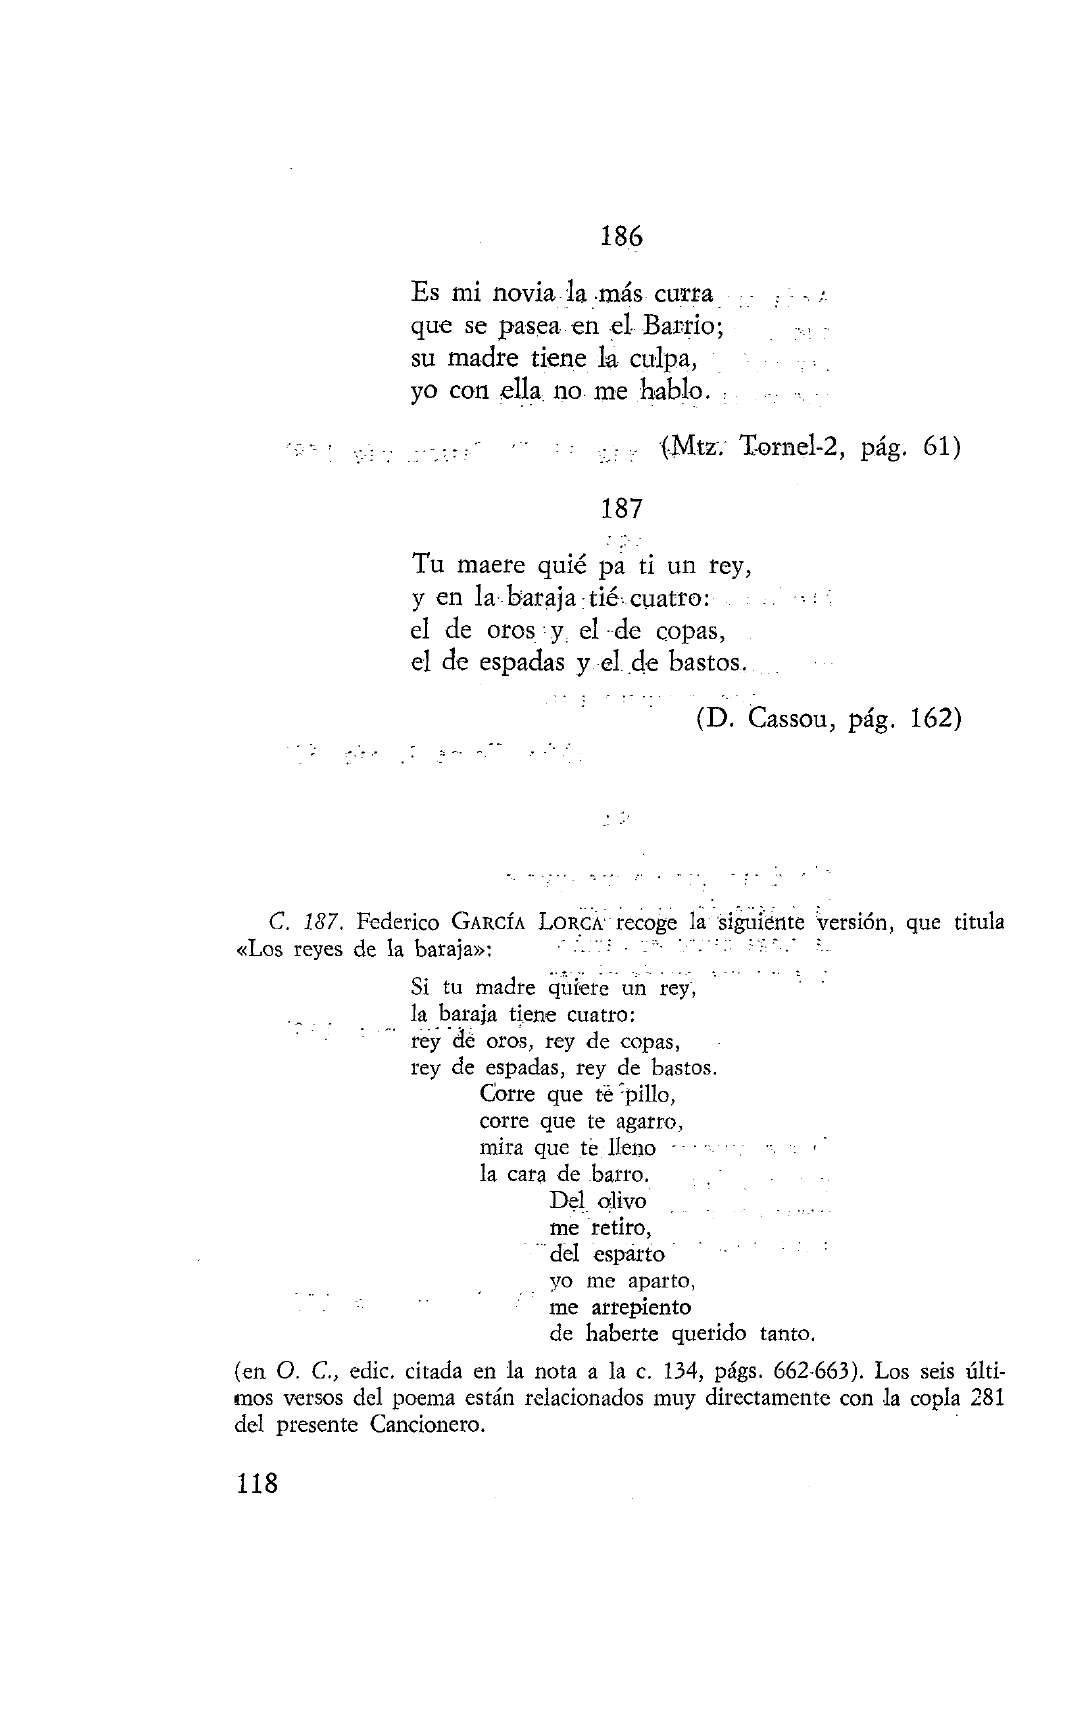 186
Es mi novia la más curra
que se pasea en el Barrio;
su madre tiene la culpa,
yo con ella no me hablo.
(Mtz. Tornel-2, pág. 61)
187
Tu maere quié pa ti un rey,
y en la baraja tié cuatro:
el de oros y el de copas,
el de espadas y el de bastos.
(D. Cassou, pág. 162)
C. 187. Federico GARCÍA LORCA recoge la siguiente versión, que titula
«Los reyes de la baraja»:
Si tu madre quiere un rey,
la baraja tiene cuatro:
rey de oros, rey de copas,
rey de espadas, rey de bastos.
Corre que te pillo,
corre que te agarro,
mira que te lleno
la cara de barro.
Del olivo
me retiro,
del esparto
yo me aparto,
me arrepiento
de haberte querido tanto.
(en O. C., edic. citada en la nota a la c. 134, págs. 662-663). Los seis últi-
mos versos del poema están relacionados muy directamente con la copla 281
del presente Cancionero.
118